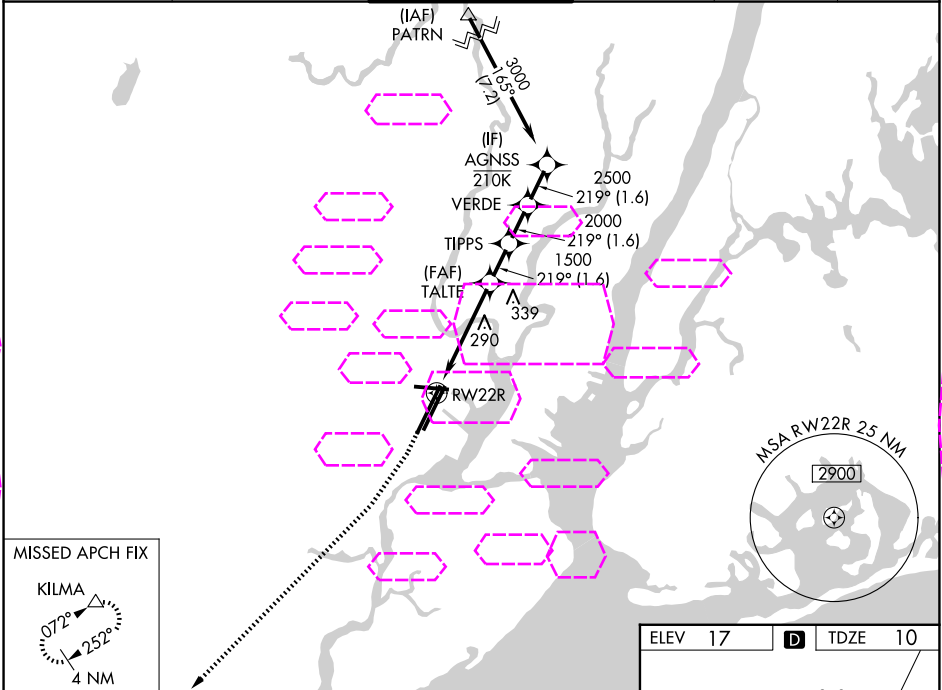 (IAF)
PATRN
3000
165°
(7.2)
(IF)
AGNSS
210K
2500
219° (1.6)
VERDE
2000
219° (1.6)
TIPPS
1500
219° (1.6)
(FAF)
TALTE
339
290
RW22R
MSA RW22R 25 NM
2900
MISSED APCH FIX
KILMA
072°
252°
4 NM
ELEV 17 D TDZE 10